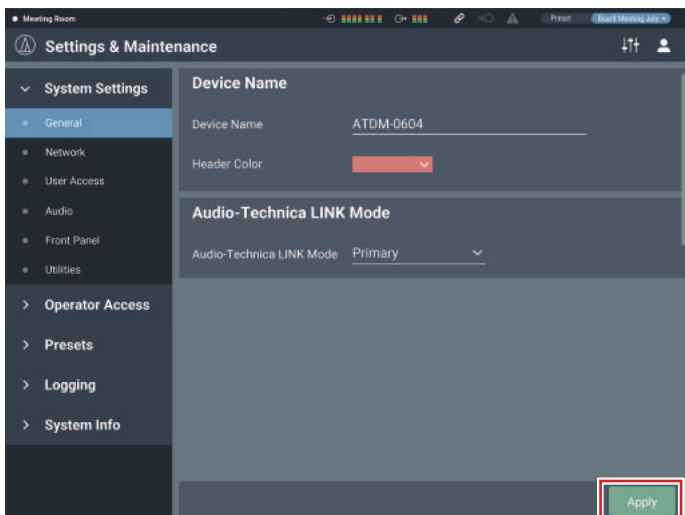 Meeting Room
Preset
Board Meeting July
Settings & Maintenance
System Settings
General
Network
User Access
Audio
Front Panel
Utilities
Operator Access
Presets
Logging
System Info
Device Name
Device Name ATDM-0604
Header Color
Audio-Technica LINK Mode
Audio-Technica LINK Mode Primary
Apply